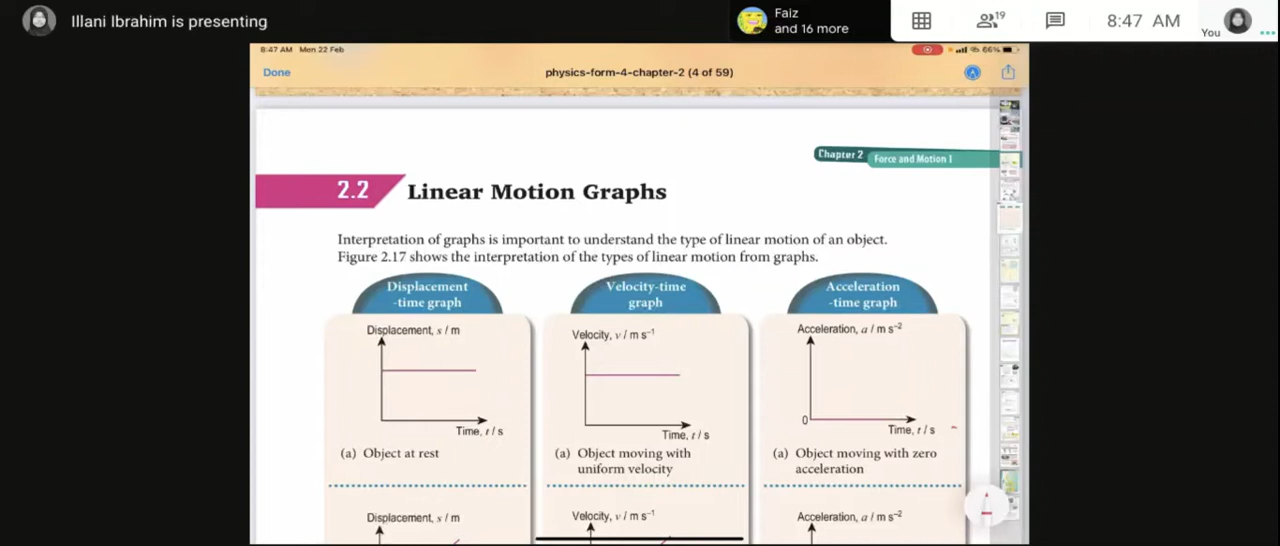 Illani Ibrahim is presenting
Faiz
and 16 more
19
8:47 AM
You
8:47 AM Mon 22 Feb
66%
Done
physics-form-4-chapter-2 (4 of 59)
Chapter 2 Force and Motion I
2.2 Linear Motion Graphs
Interpretation of graphs is important to understand the type of linear motion of an object.
Figure 2.17 shows the interpretation of the types of linear motion from graphs.
Displacement
-time graph
Displacement, s / m
Time, t / s
(a) Object at rest
Displacement, s / m
Velocity-time
graph
Velocity, v / m s⁻¹
Time, t / s
(a) Object moving with
uniform velocity
Velocity, v / m s⁻¹
Acceleration
-time graph
Acceleration, a / m s⁻²
0
Time, t / s
(a) Object moving with zero
acceleration
Acceleration, a / m s⁻²